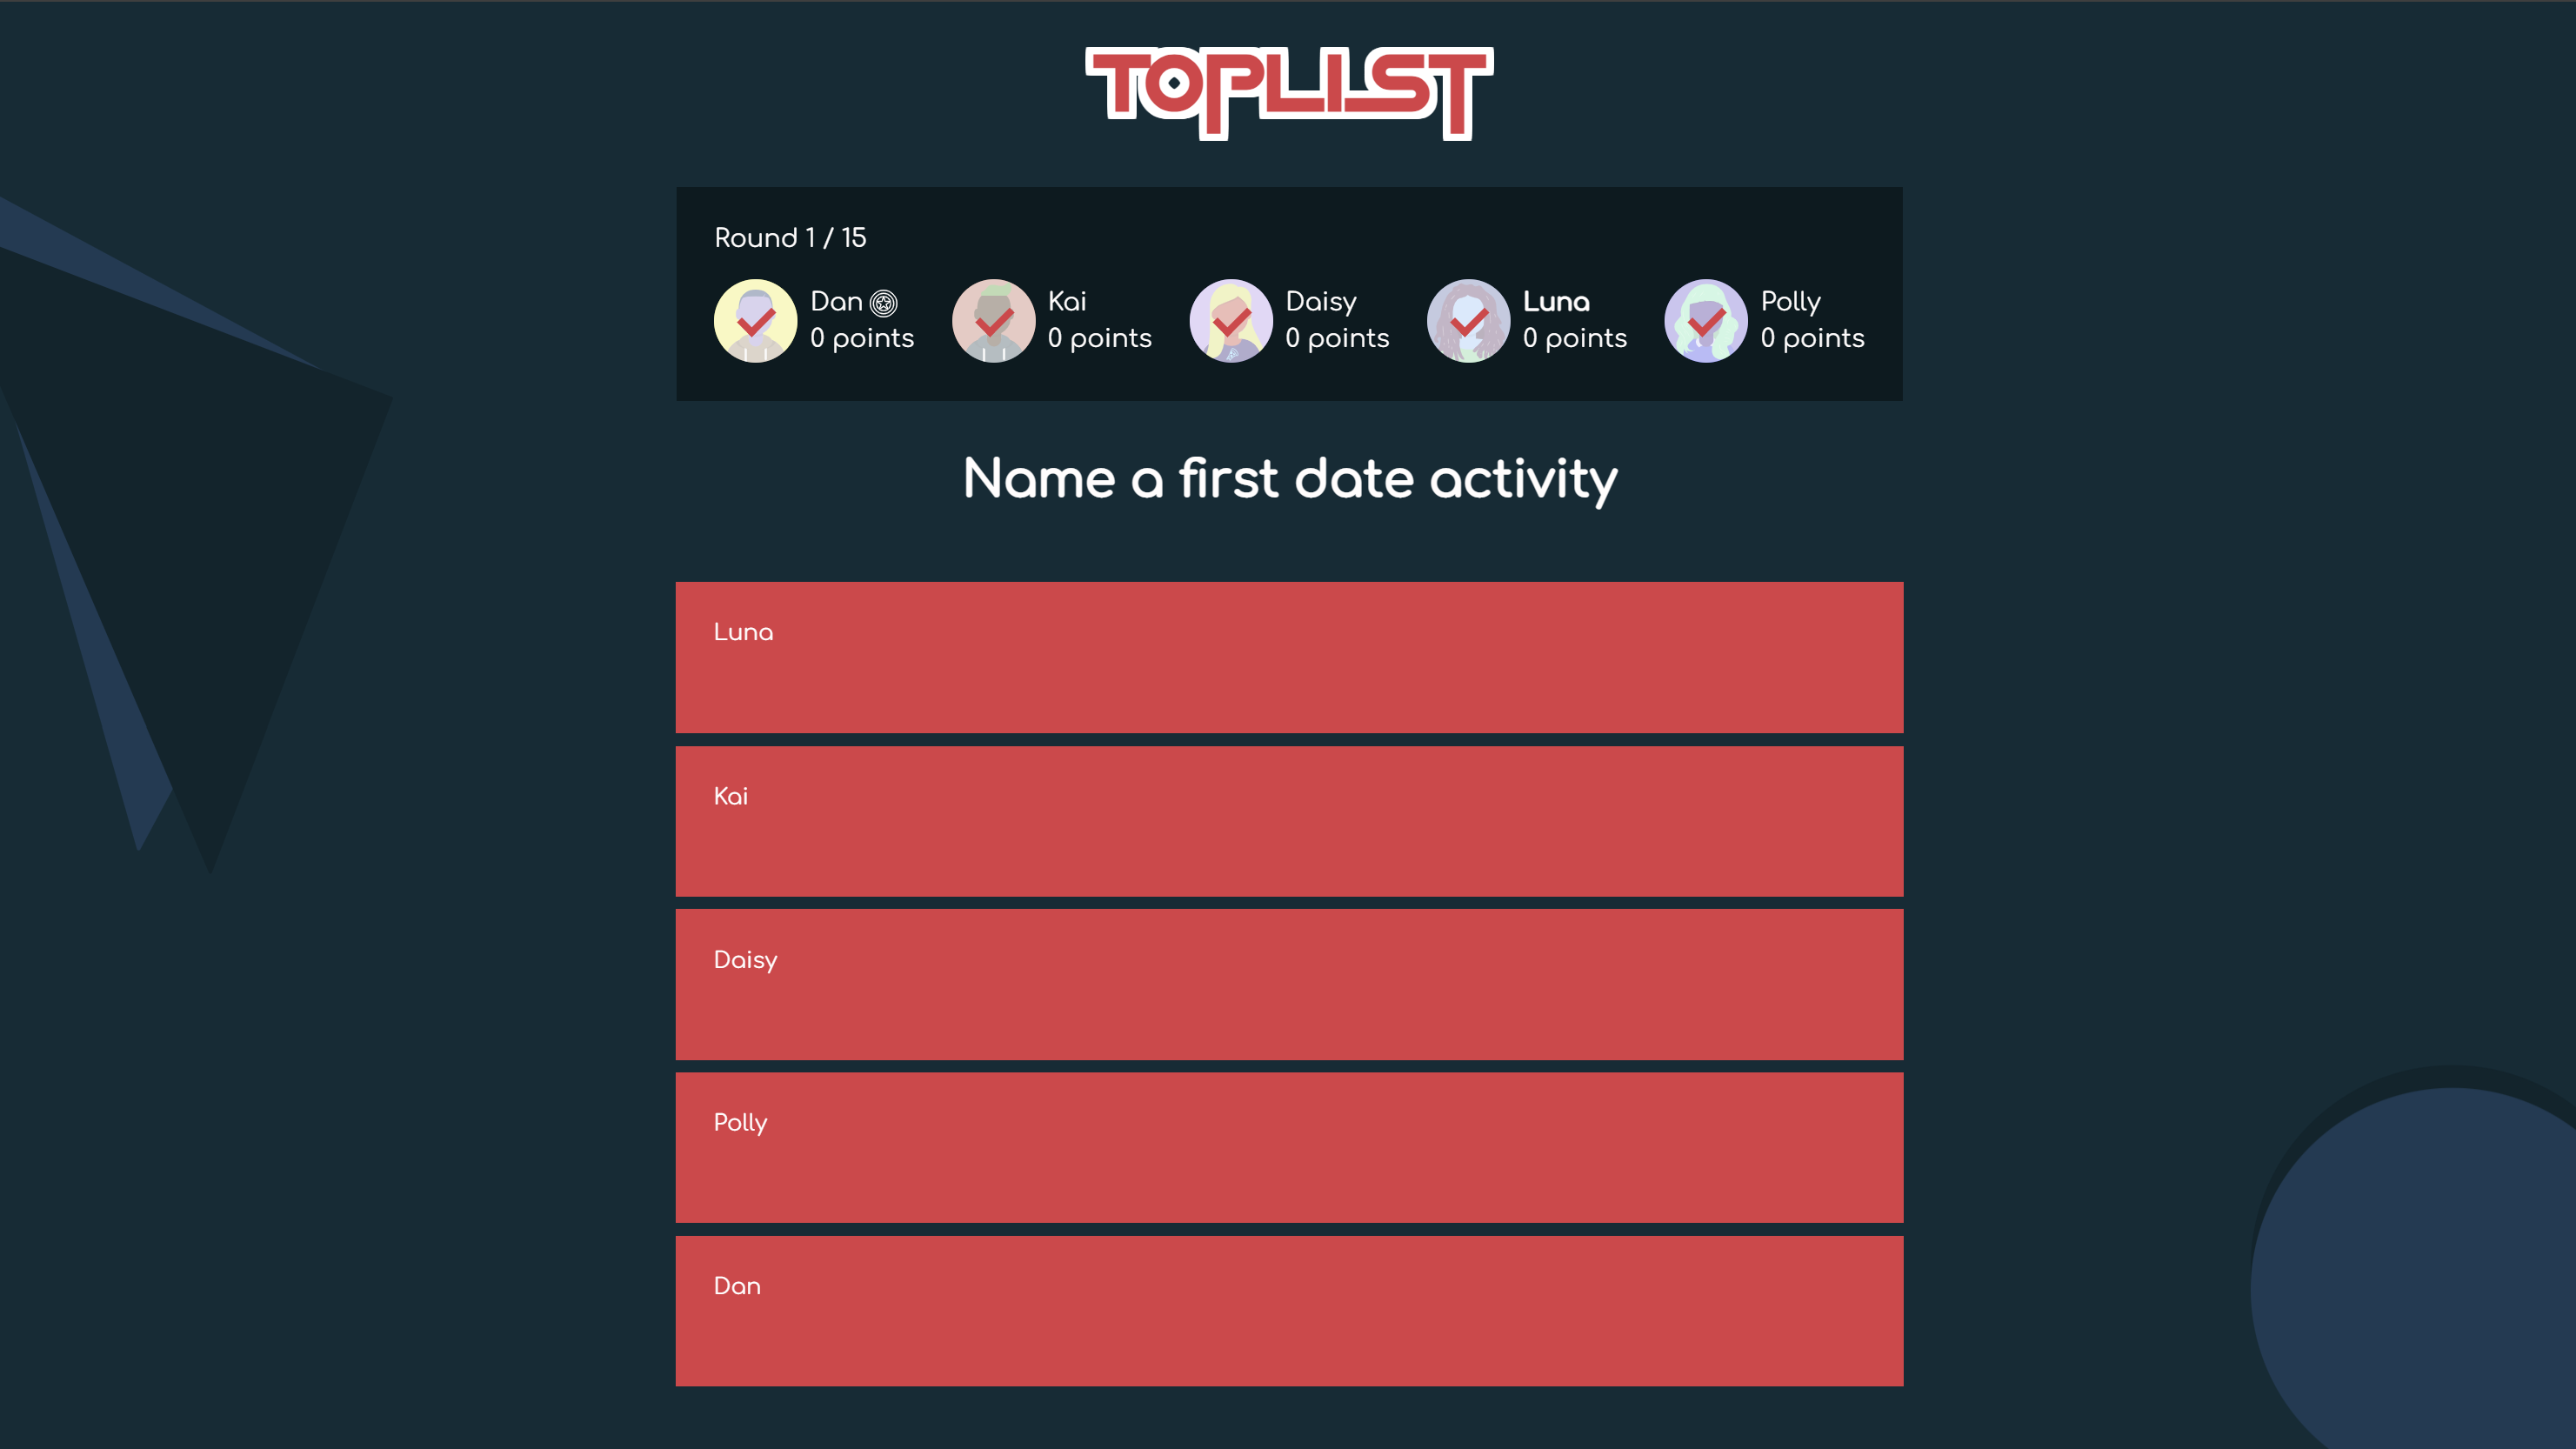 TOPLIST
Round 1 / 15
Dan
0 points
Kai
0 points
Daisy
0 points
Luna
0 points
Polly
0 points
Name a first date activity
Luna
Kai
Daisy
Polly
Dan